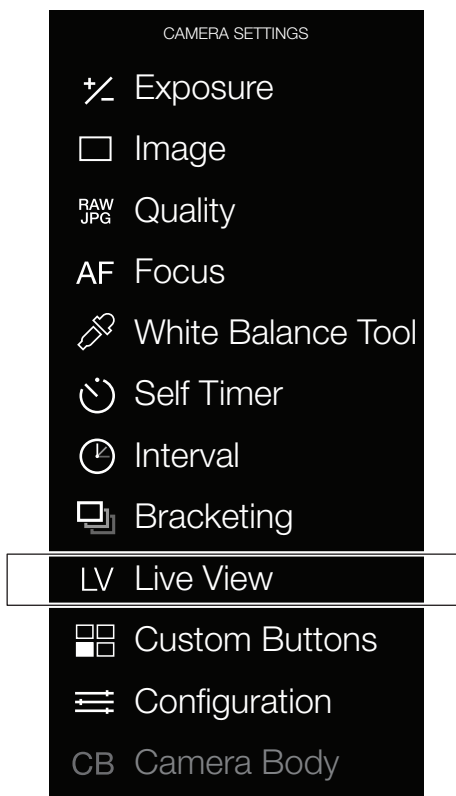 CAMERA SETTINGS
Exposure
Image
RAW JPG Quality
AF Focus
White Balance Tool
Self Timer
Interval
Bracketing
LV Live View
Custom Buttons
Configuration
CB Camera Body